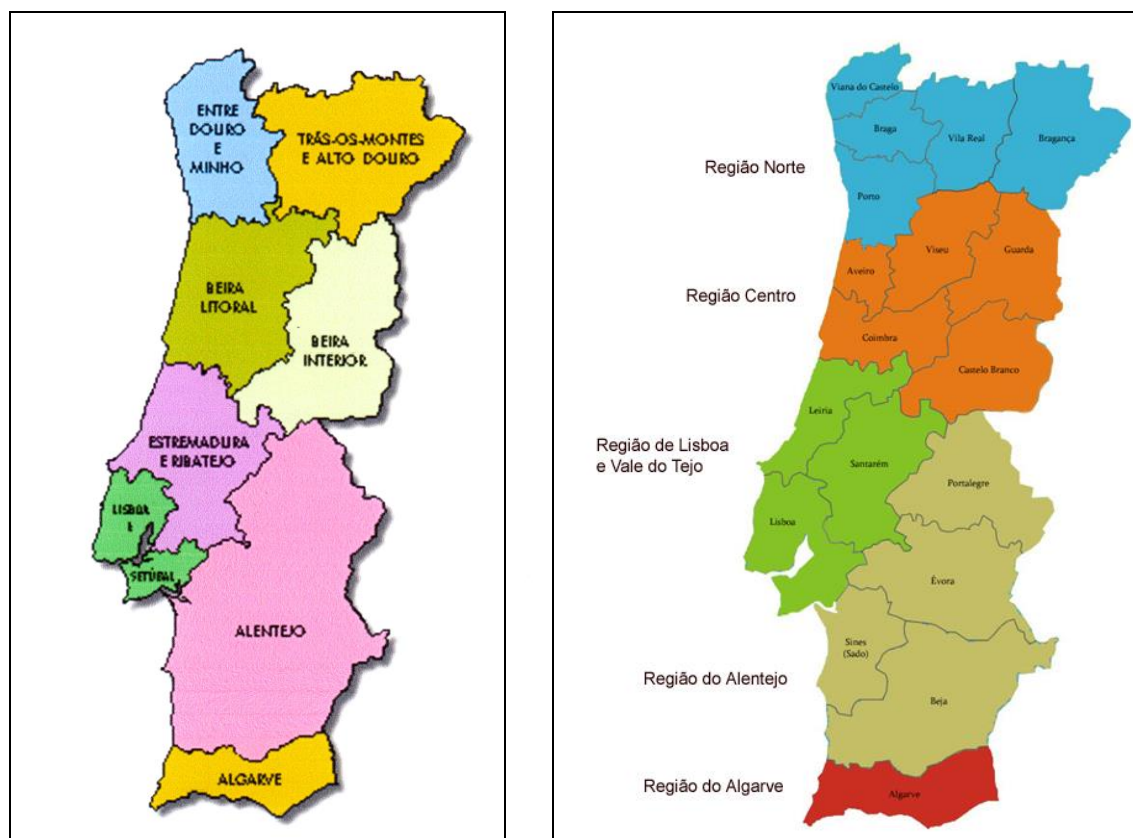 ENTRE
DOURO
E
MINHO
TRÁS-OS-MONTES
E ALTO DOURO
BEIRA
LITORAL
BEIRA
INTERIOR
ESTREMADURA
E RIBATEJO
LISBOA
E
SETÚBAL
ALENTEJO
ALGARVE
Viana do Castelo
Braga
Vila Real
Bragança
Região Norte
Porto
Viseu
Guarda
Aveiro
Região Centro
Coimbra
Castelo Branco
Leiria
Região de Lisboa
e Vale do Tejo
Santarém
Portalegre
Lisboa
Évora
Sines
(Sado)
Região do Alentejo
Beja
Região do Algarve
Algarve